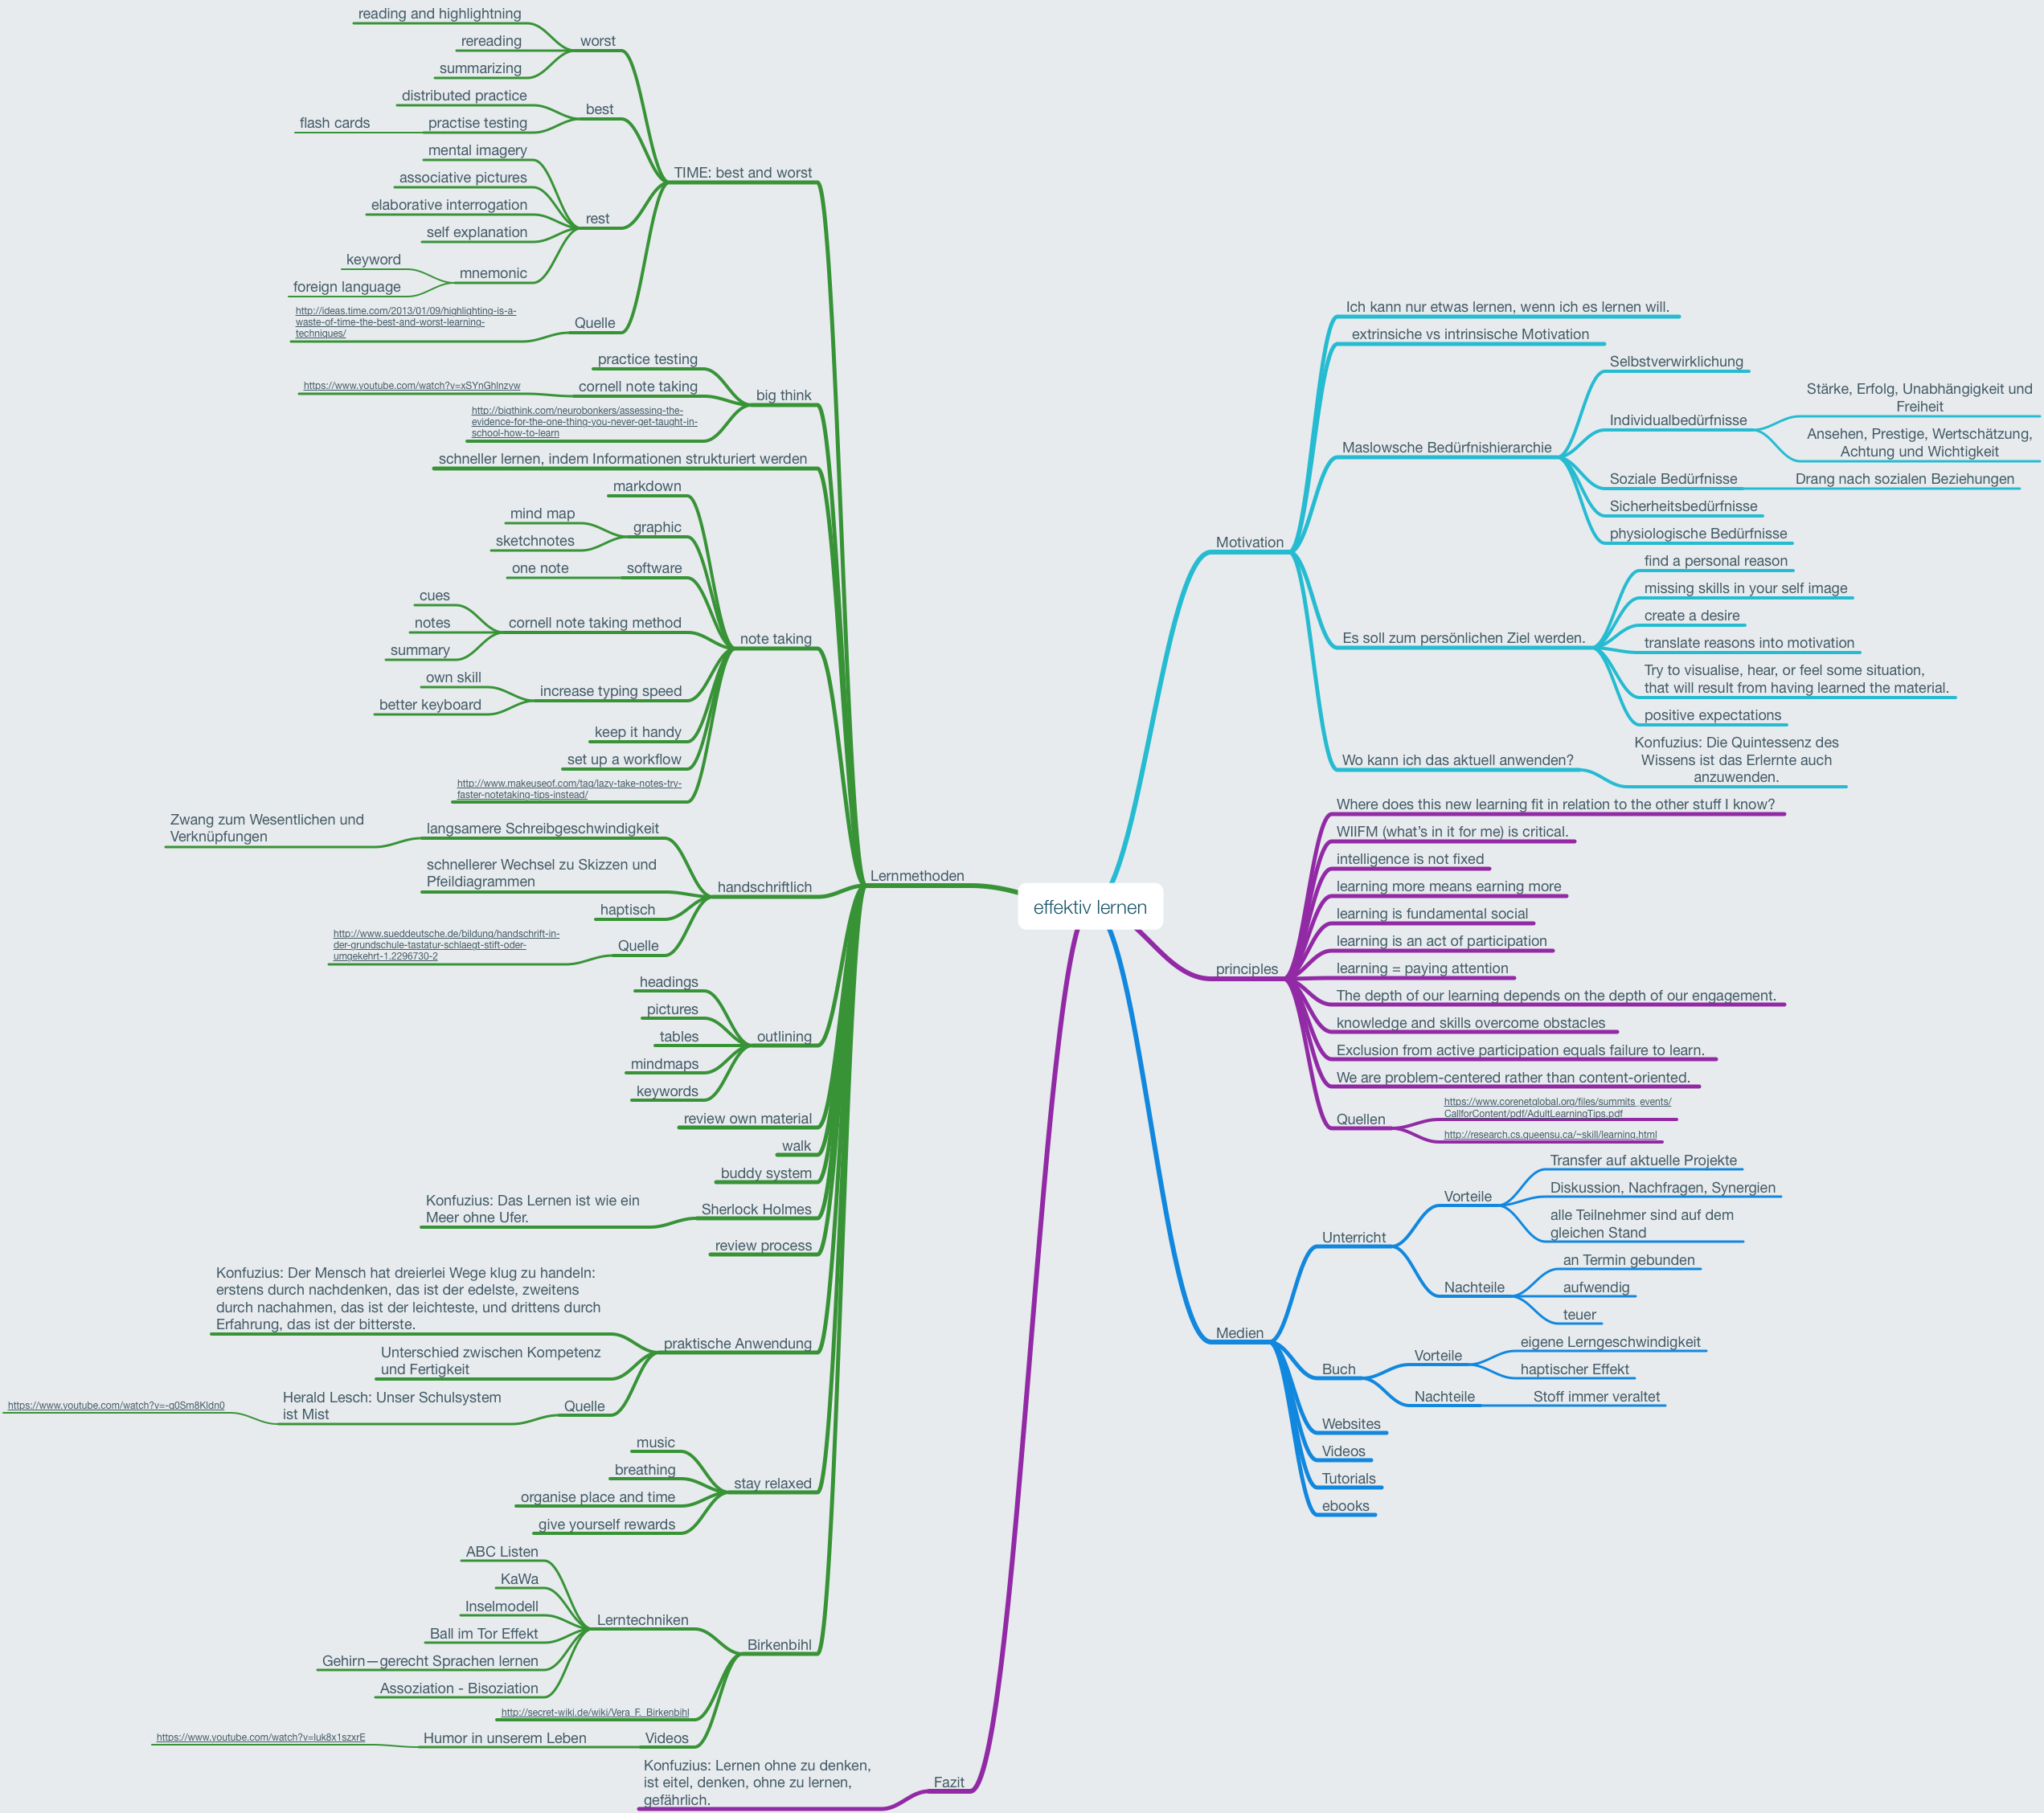 effektiv lernen
Motivation
Ich kann nur etwas lernen, wenn ich es lernen will.
extrinsiche vs intrinsische Motivation
Maslowsche Bedürfnishierarchie
Selbstverwirklichung
Individualbedürfnisse
Stärke, Erfolg, Unabhängigkeit und
Freiheit
Ansehen, Prestige, Wertschätzung,
Achtung und Wichtigkeit
Soziale Bedürfnisse
Drang nach sozialen Beziehungen
Sicherheitsbedürfnisse
physiologische Bedürfnisse
Es soll zum persönlichen Ziel werden.
find a personal reason
missing skills in your self image
create a desire
translate reasons into motivation
Try to visualise, hear, or feel some situation,
that will result from having learned the material.
positive expectations
Wo kann ich das aktuell anwenden?
Konfuzius: Die Quintessenz des
Wissens ist das Erlernte auch
anzuwenden.
principles
Where does this new learning fit in relation to the other stuff I know?
WIIFM (what's in it for me) is critical.
intelligence is not fixed
learning more means earning more
learning is fundamental social
learning is an act of participation
learning = paying attention
The depth of our learning depends on the depth of our engagement.
knowledge and skills overcome obstacles
Exclusion from active participation equals failure to learn.
We are problem-centered rather than content-oriented.
Quellen
https://www.corenetglobal.org/files/summits_events/
CallforContent/pdf/AdultLearningTips.pdf
http://research.cs.queensu.ca/~skill/learning.html
Medien
Unterricht
Vorteile
Transfer auf aktuelle Projekte
Diskussion, Nachfragen, Synergien
alle Teilnehmer sind auf dem
gleichen Stand
Nachteile
an Termin gebunden
aufwendig
teuer
Buch
Vorteile
eigene Lerngeschwindigkeit
haptischer Effekt
Nachteile
Stoff immer veraltet
Websites
Videos
Tutorials
ebooks
Lernmethoden
TIME: best and worst
worst
reading and highlightning
rereading
summarizing
best
distributed practice
practise testing
flash cards
rest
mental imagery
associative pictures
elaborative interrogation
self explanation
mnemonic
keyword
foreign language
Quelle
http://ideas.time.com/2013/01/09/highlighting-is-a-
waste-of-time-the-best-and-worst-learning-
techniques/
big think
practice testing
cornell note taking
https://www.youtube.com/watch?v=xSYnGhlnzyw
http://bigthink.com/neurobonkers/assessing-the-
evidence-for-the-one-thing-you-never-get-taught-in-
school-how-to-learn
schneller lernen, indem Informationen strukturiert werden
note taking
markdown
graphic
mind map
sketchnotes
software
one note
cornell note taking method
cues
notes
summary
increase typing speed
own skill
better keyboard
keep it handy
set up a workflow
http://www.makeuseof.com/tag/lazy-take-notes-try-
faster-notetaking-tips-instead/
handschriftlich
langsamere Schreibgeschwindigkeit
Zwang zum Wesentlichen und
Verknüpfungen
schnellerer Wechsel zu Skizzen und
Pfeildiagrammen
haptisch
Quelle
http://www.sueddeutsche.de/bildung/handschrift-in-
der-grundschule-tastatur-schlaegt-stift-oder-
umgekehrt-1.2296730-2
outlining
headings
pictures
tables
mindmaps
keywords
review own material
walk
buddy system
Sherlock Holmes
Konfuzius: Das Lernen ist wie ein
Meer ohne Ufer.
review process
praktische Anwendung
Konfuzius: Der Mensch hat dreierlei Wege klug zu handeln:
erstens durch nachdenken, das ist der edelste, zweitens
durch nachahmen, das ist der leichteste, und drittens durch
Erfahrung, das ist der bitterste.
Unterschied zwischen Kompetenz
und Fertigkeit
Quelle
Herald Lesch: Unser Schulsystem
ist Mist
https://www.youtube.com/watch?v=-q0Sm8Kldn0
stay relaxed
music
breathing
organise place and time
give yourself rewards
Birkenbihl
Lerntechniken
ABC Listen
KaWa
Inselmodell
Ball im Tor Effekt
Gehirn—gerecht Sprachen lernen
Assoziation - Bisoziation
http://secret-wiki.de/wiki/Vera_F._Birkenbihl
Videos
Humor in unserem Leben
https://www.youtube.com/watch?v=Iuk8x1szxrE
Fazit
Konfuzius: Lernen ohne zu denken,
ist eitel, denken, ohne zu lernen,
gefährlich.